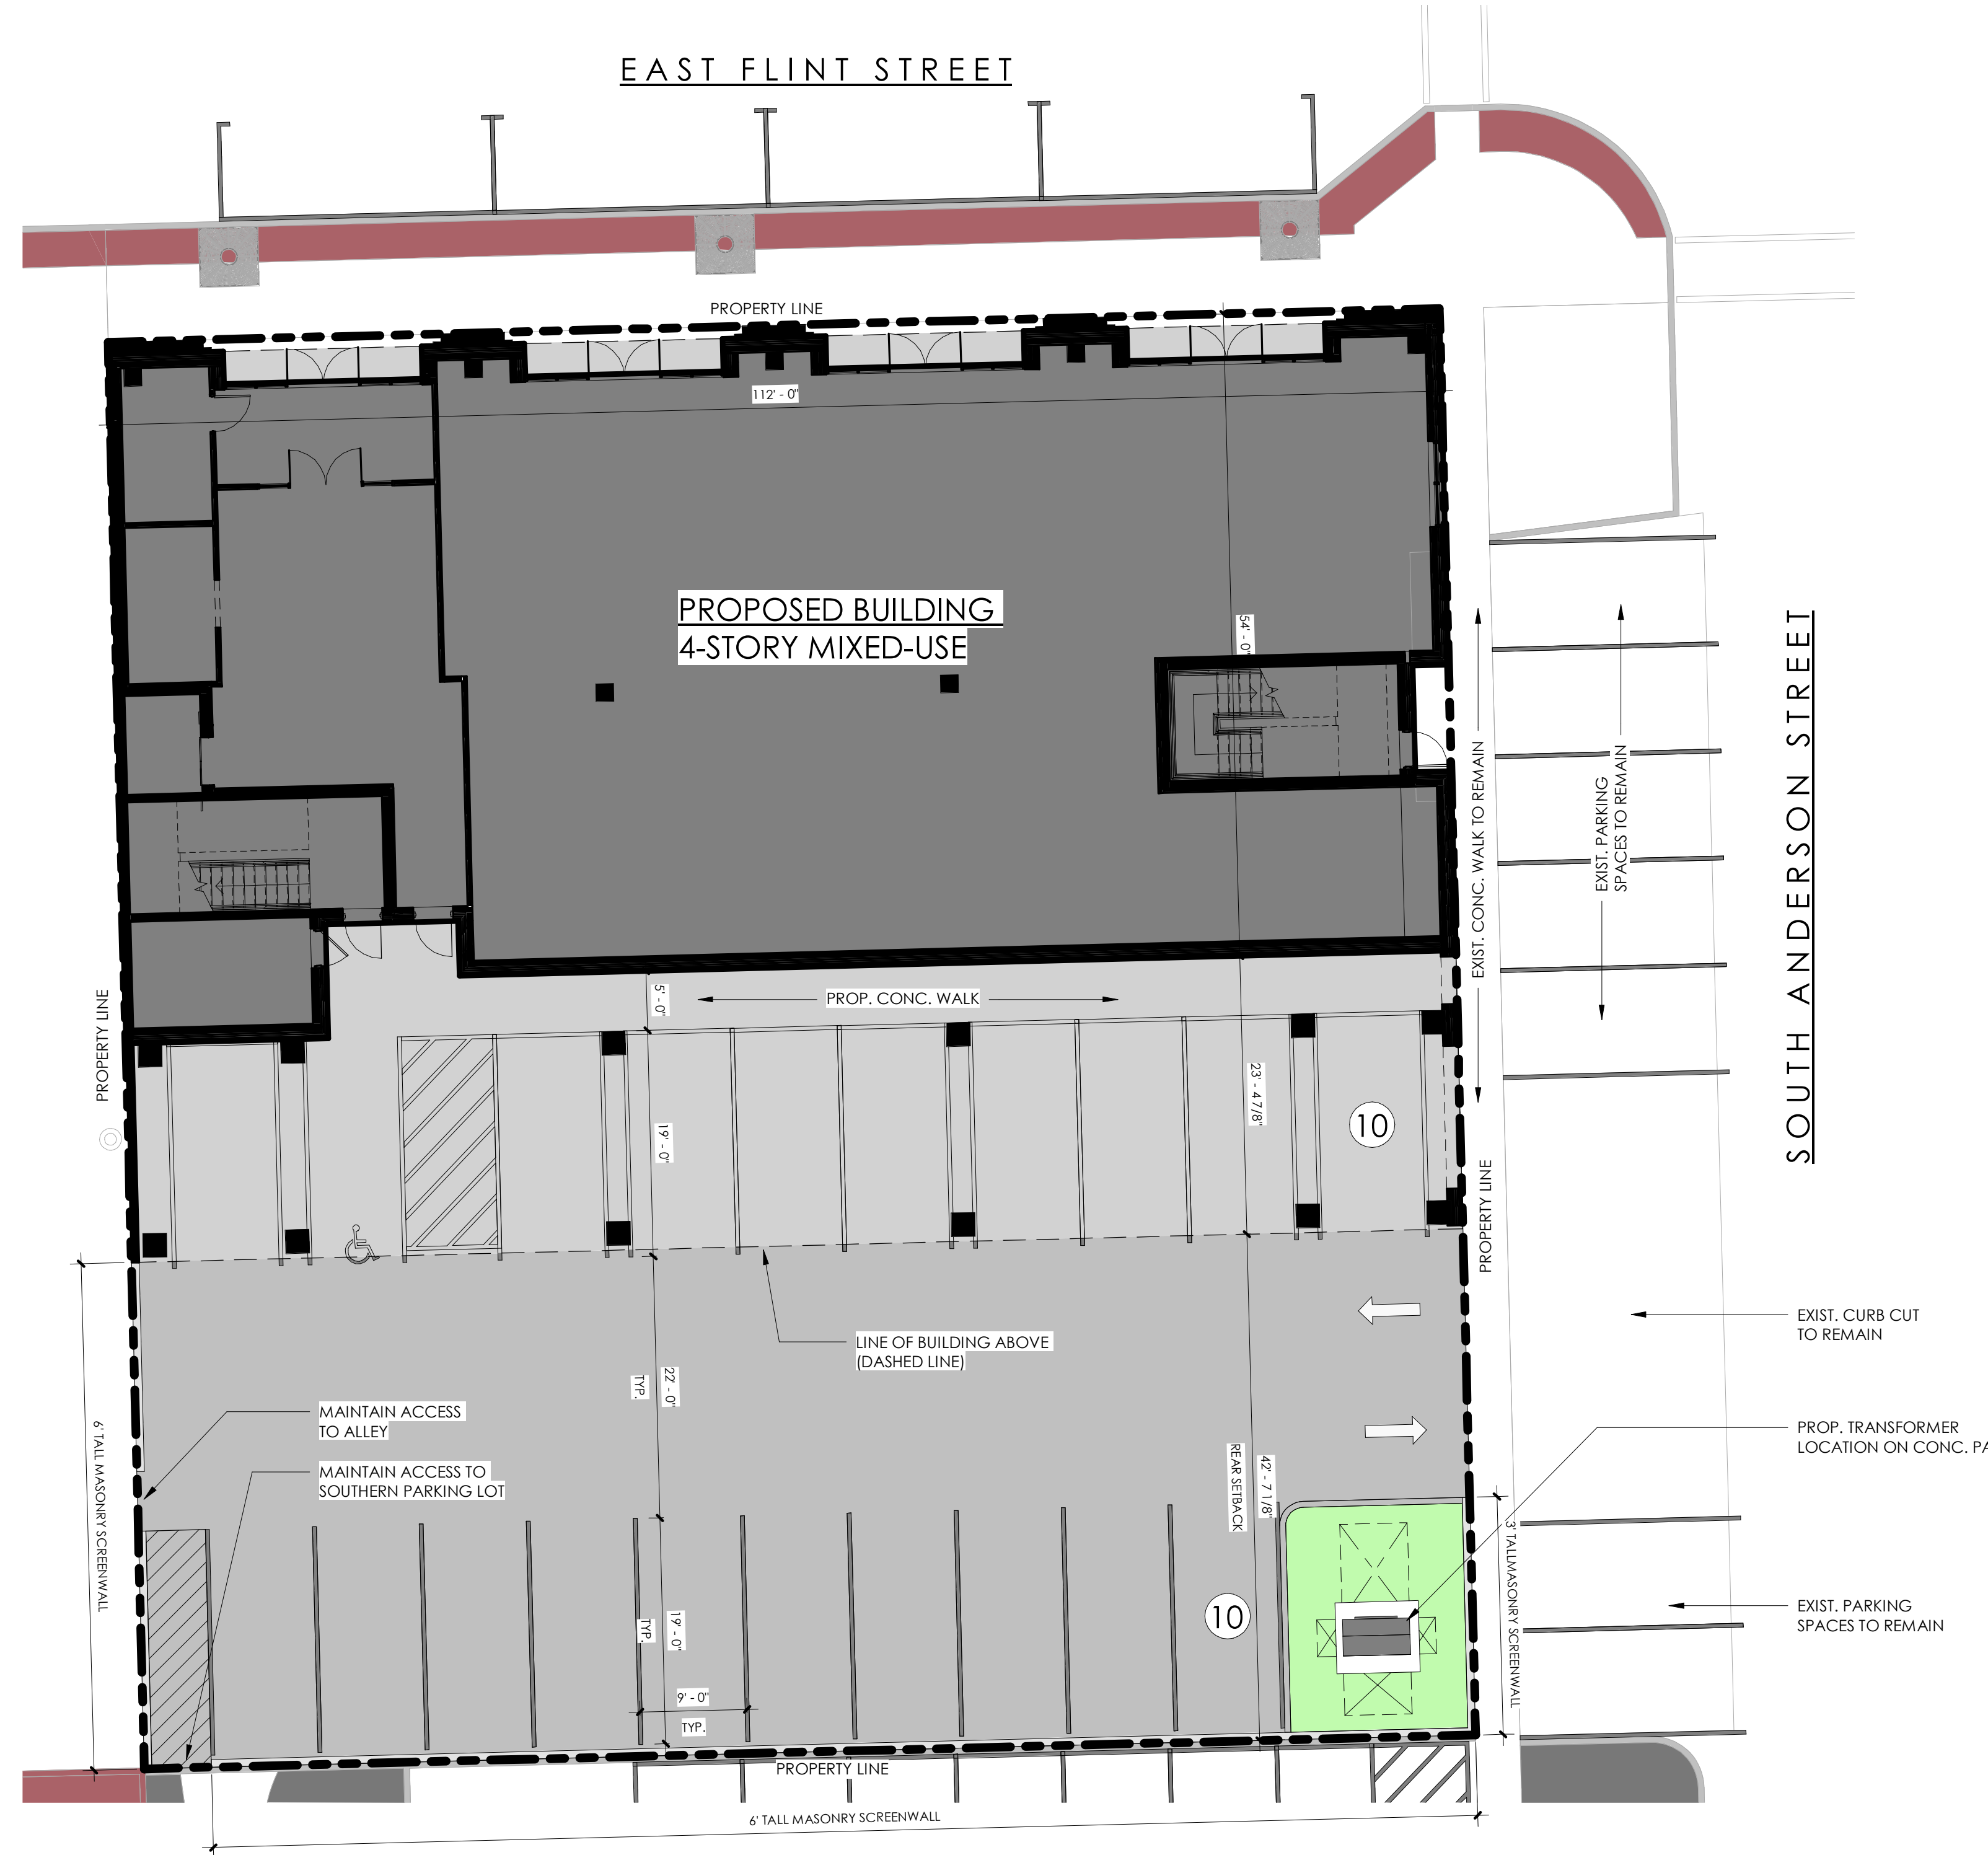 EAST FLINT STREET
PROPERTY LINE
112' - 0"
PROPOSED BUILDING
4-STORY MIXED-USE
54' - 0"
EXIST. CONC. WALK TO REMAIN
EXIST. PARKING
SPACES TO REMAIN
SOUTH ANDERSON STREET
PROPERTY LINE
5' - 0"
PROP. CONC. WALK
19' - 0"
23' - 4 7/8"
10
PROPERTY LINE
LINE OF BUILDING ABOVE
(DASHED LINE)
EXIST. CURB CUT
TO REMAIN
22' - 0"
TYP.
MAINTAIN ACCESS
TO ALLEY
MAINTAIN ACCESS TO
SOUTHERN PARKING LOT
6' TALL MASONRY SCREENWALL
42' - 7 1/8"
REAR SETBACK
PROP. TRANSFORMER
LOCATION ON CONC. PA
3' TALLMASONRY SCREENWALL
10
19' - 0"
TYP.
9' - 0"
TYP.
EXIST. PARKING
SPACES TO REMAIN
PROPERTY LINE
6' TALL MASONRY SCREENWALL